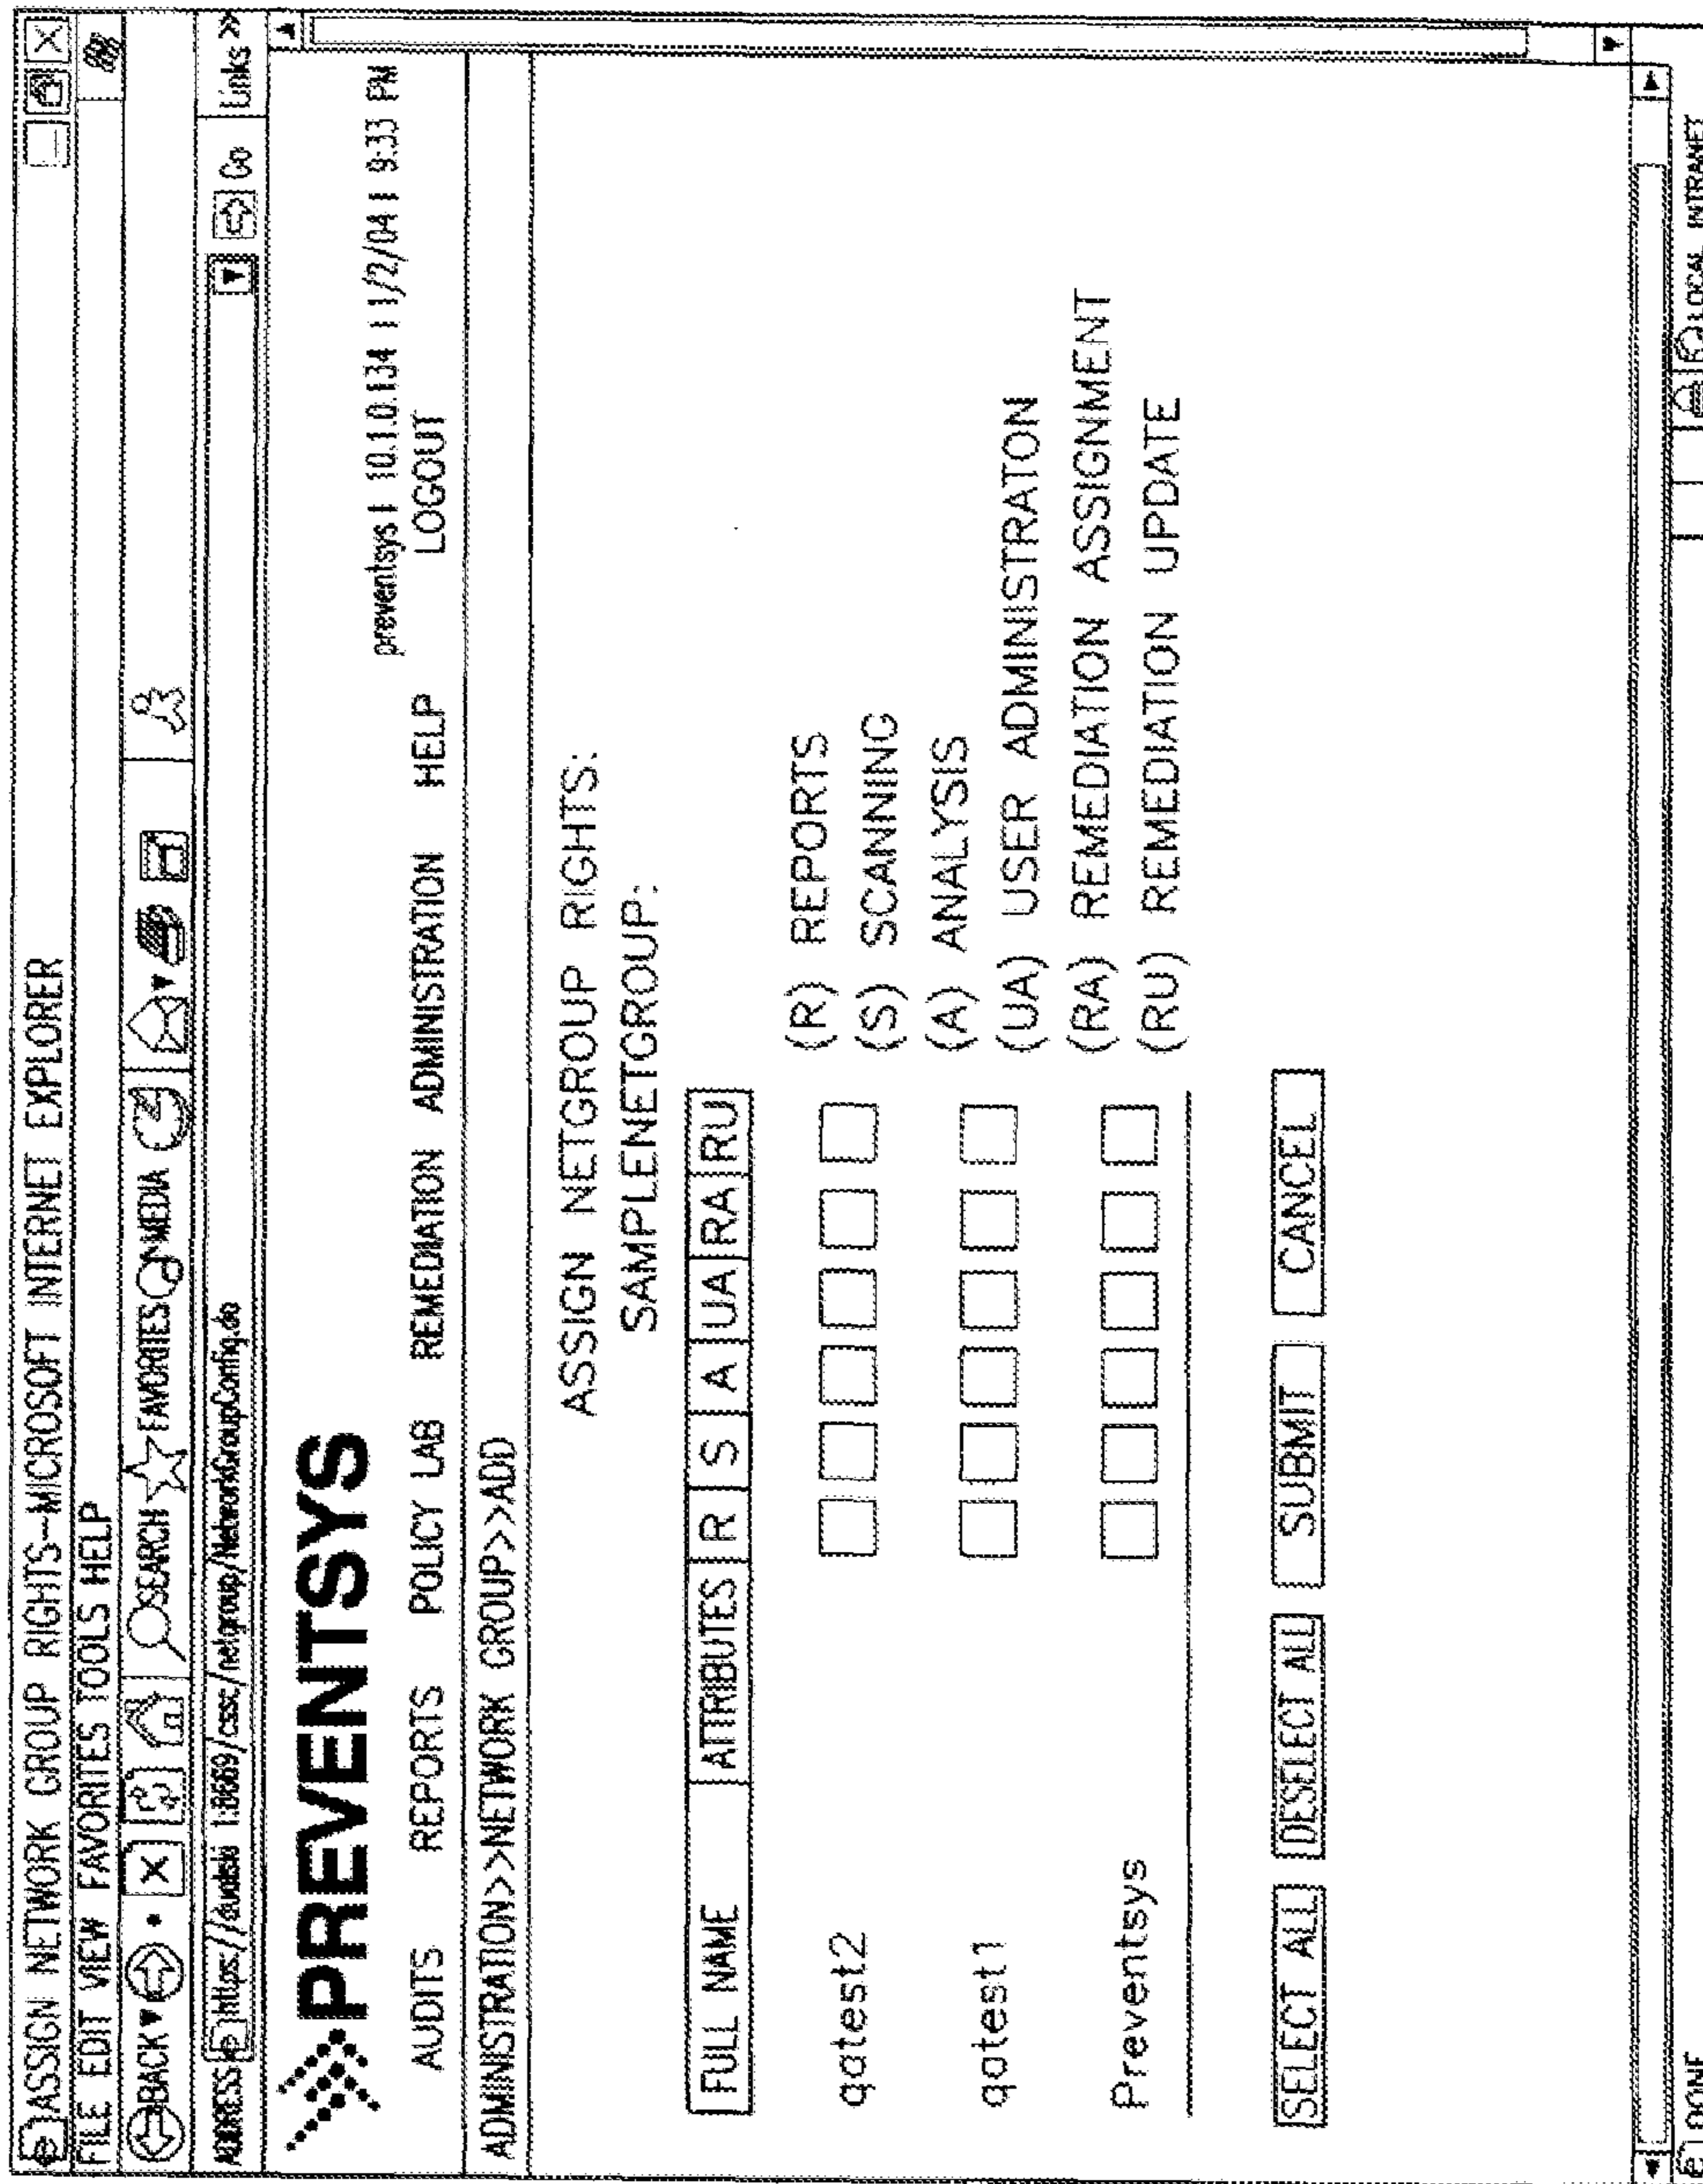 ASSIGN NETWORK GROUP RIGHTS-MICROSOFT INTERNET EXPLORER
FILE EDIT VIEW FAVORITES TOOLS HELP
BACK SEARCH FAVORITES MEDIA
ADDRESS Go Links >>
PREVENTSYS
preventsys | 10.1.0.134 | 1/2/04 | 9:33 PM
AUDITS REPORTS POLICY LAB REMEDIATION ADMINISTRATION HELP LOGOUT
ADMINISTRATION>>NETWORK GROUP>>ADD
ASSIGN NETGROUP RIGHTS:
SAMPLENETGROUP:
FULL NAME ATTRIBUTES R S A UA RA RU
qatest2
qatest1
Preventsys
(R) REPORTS
(S) SCANNING
(A) ANALYSIS
(UA) USER ADMINISTRATON
(RA) REMEDIATION ASSIGNMENT
(RU) REMEDIATION UPDATE
SELECT ALL DESELECT ALL SUBMIT CANCEL
DONE LOCAL INTRANET